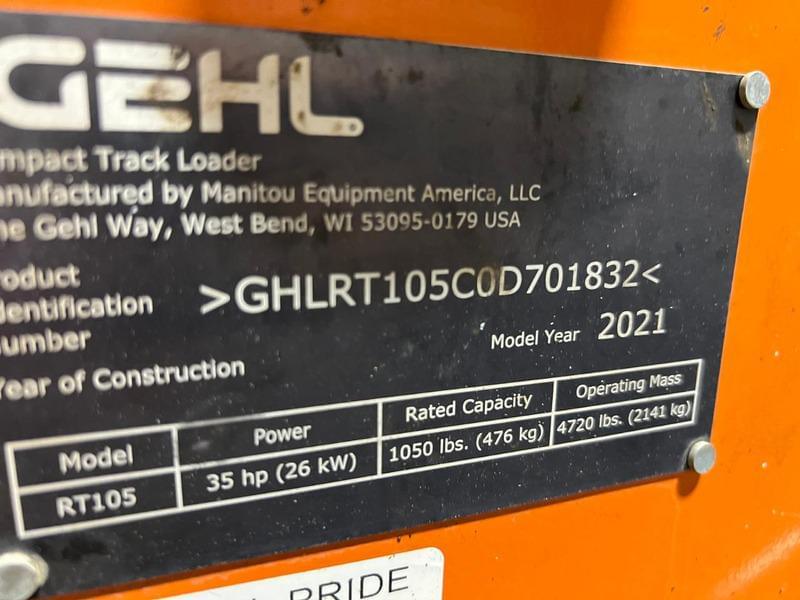 GEHL
mpact Track Loader
anufactured by Manitou Equipment America, LLC
ne Gehl Way, West Bend, WI 53095-0179 USA
roduct
dentification
umber
>GHLRT105C0D701832<
Model Year 2021
Year of Construction
Model Power Rated Capacity Operating Mass
RT105 35 hp (26 kW) 1050 lbs. (476 kg) 4720 lbs. (2141 kg)
PRIDE